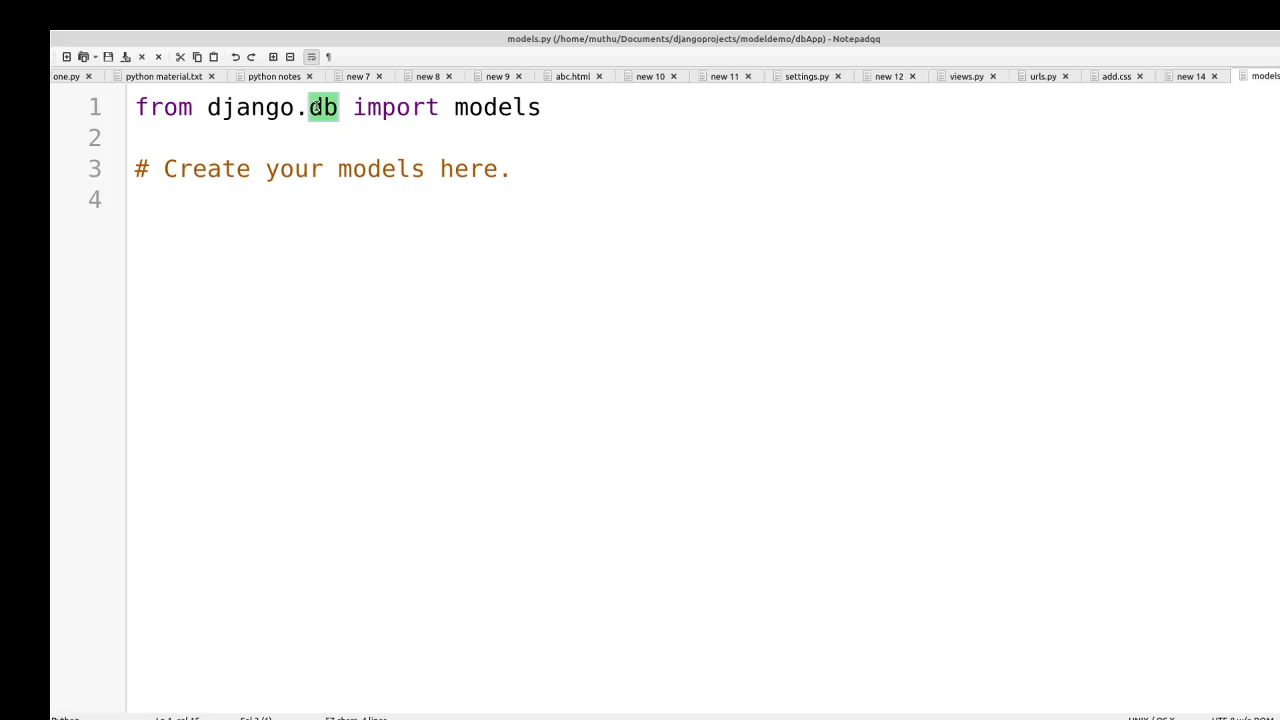 models.py (/home/muthu/Documents/djangoprojects/modeldemo/dbApp) - Notepadqq
one.py python material.txt python notes new 7 new 8 new 9 abc.html new 10 new 11 settings.py new 12 views.py urls.py add.css new 14 models
1 from django.db import models
2
3 # Create your models here.
4